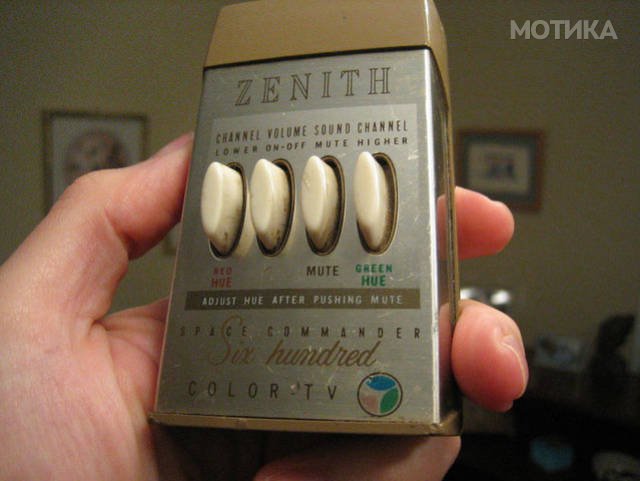 МОТИКА
ZENITH
CHANNEL VOLUME SOUND CHANNEL
LOWER ON-OFF MUTE HIGHER
RED HUE
MUTE
GREEN HUE
ADJUST HUE AFTER PUSHING MUTE
SPACE COMMANDER
Six hundred
COLOR-TV